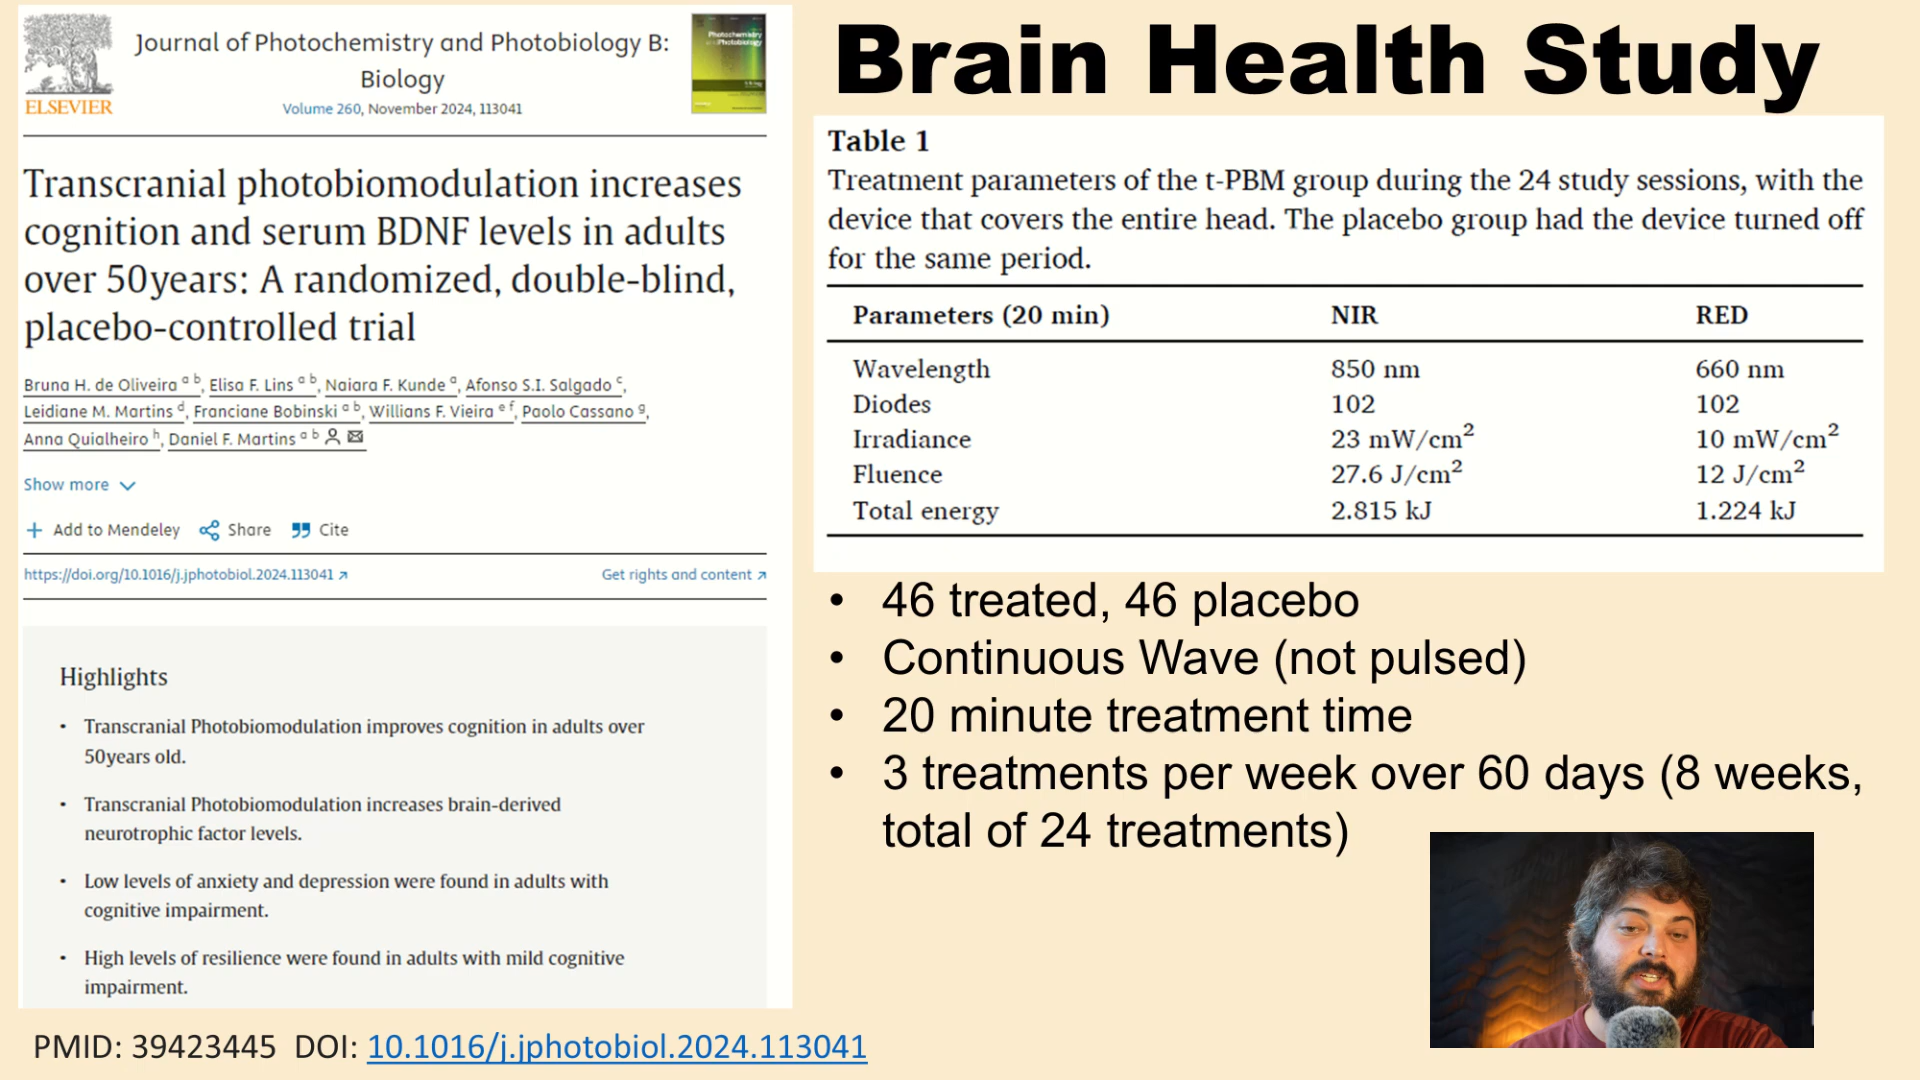 ELSEVIER
Journal of Photochemistry and Photobiology B:
Biology
Volume 260, November 2024, 113041
Photochemistry
Photobiology
Transcranial photobiomodulation increases
cognition and serum BDNF levels in adults
over 50years: A randomized, double-blind,
placebo-controlled trial
Bruna H. de Oliveira a b, Elisa F. Lins a b, Naiara F. Kunde a, Afonso S.I. Salgado c,
Leidiane M. Martins d, Franciane Bobinski a b, Willians F. Vieira e f, Paolo Cassano g,
Anna Quialheiro h, Daniel F. Martins a b
Show more
Add to Mendeley Share Cite
https://doi.org/10.1016/j.jphotobiol.2024.113041 ↗ Get rights and content ↗
Highlights
• Transcranial Photobiomodulation improves cognition in adults over
50years old.
• Transcranial Photobiomodulation increases brain-derived
neurotrophic factor levels.
• Low levels of anxiety and depression were found in adults with
cognitive impairment.
• High levels of resilience were found in adults with mild cognitive
impairment.
PMID: 39423445 DOI: 10.1016/j.jphotobiol.2024.113041
Brain Health Study
Table 1
Treatment parameters of the t-PBM group during the 24 study sessions, with the
device that covers the entire head. The placebo group had the device turned off
for the same period.
Parameters (20 min) NIR RED
Wavelength 850 nm 660 nm
Diodes 102 102
Irradiance 23 mW/cm² 10 mW/cm²
Fluence 27.6 J/cm² 12 J/cm²
Total energy 2.815 kJ 1.224 kJ
• 46 treated, 46 placebo
• Continuous Wave (not pulsed)
• 20 minute treatment time
• 3 treatments per week over 60 days (8 weeks,
total of 24 treatments)